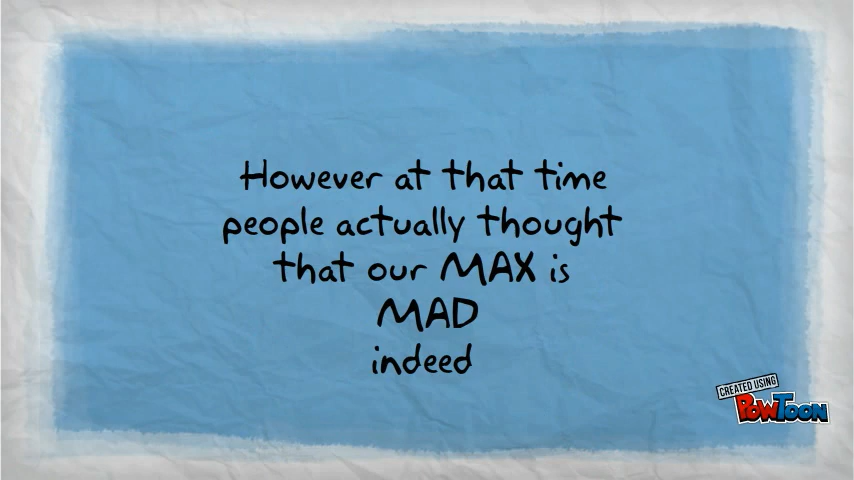 However at that time
people actually thought
that our MAX is
MAD
indeed
CREATED USING
POWTOON